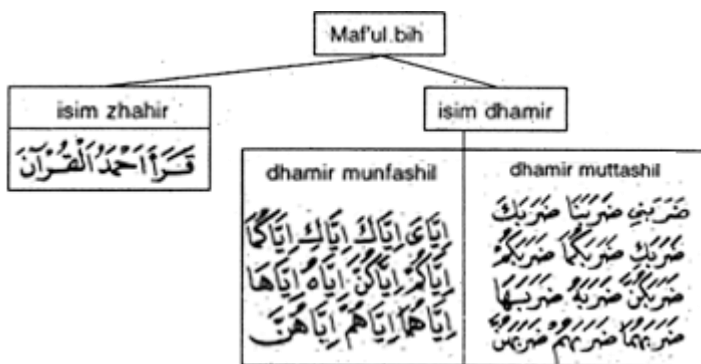 Maf'ul.bih
isim zhahir
قَرَأَ اَحْمَدُ الْقُرْآنَ
isim dhamir
dhamir munfashil
اِيَّايَ اِيَّاكَ اِيَّاكِ اِيَّاكُمَا
اِيَّاكُمْ اِيَّاكُنَّ اِيَّاهُ اِيَّاهَا
اِيَّاهُمَا اِيَّاهُمْ اِيَّاهُنَّ
dhamir muttashil
ضَرَبَنِي ضَرَبَنَا ضَرَبَكَ
ضَرَبَكِ ضَرَبَكُمَا ضَرَبَكُمْ
ضَرَبَكُنَّ ضَرَبَهُ ضَرَبَهَا
ضَرَبَهُمَا ضَرَبَهُمْ ضَرَبَهُنَّ